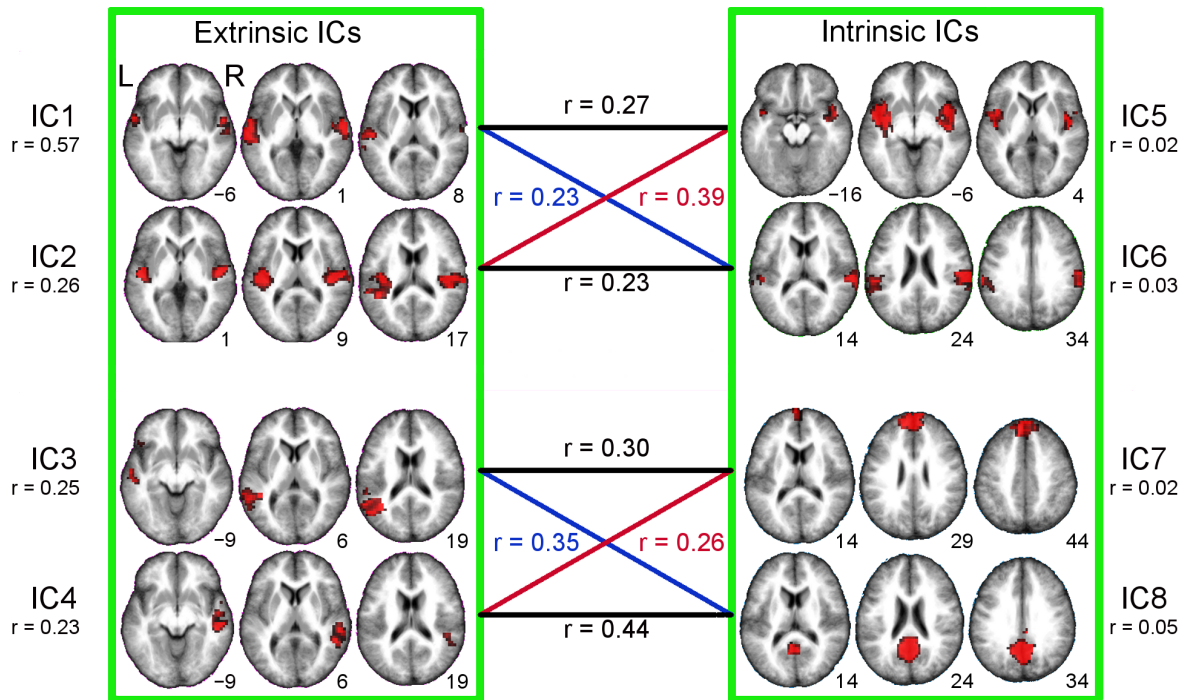 Extrinsic ICs
Intrinsic ICs
L R
IC1
r = 0.57
−6 1 8
r = 0.27
IC5
r = 0.02
−16 −6 4
r = 0.23 r = 0.39
IC2
r = 0.26
1 9 17
r = 0.23
IC6
r = 0.03
14 24 34
IC3
r = 0.25
−9 6 19
r = 0.30
IC7
r = 0.02
14 29 44
r = 0.35 r = 0.26
IC4
r = 0.23
−9 6 19
r = 0.44
IC8
r = 0.05
14 24 34